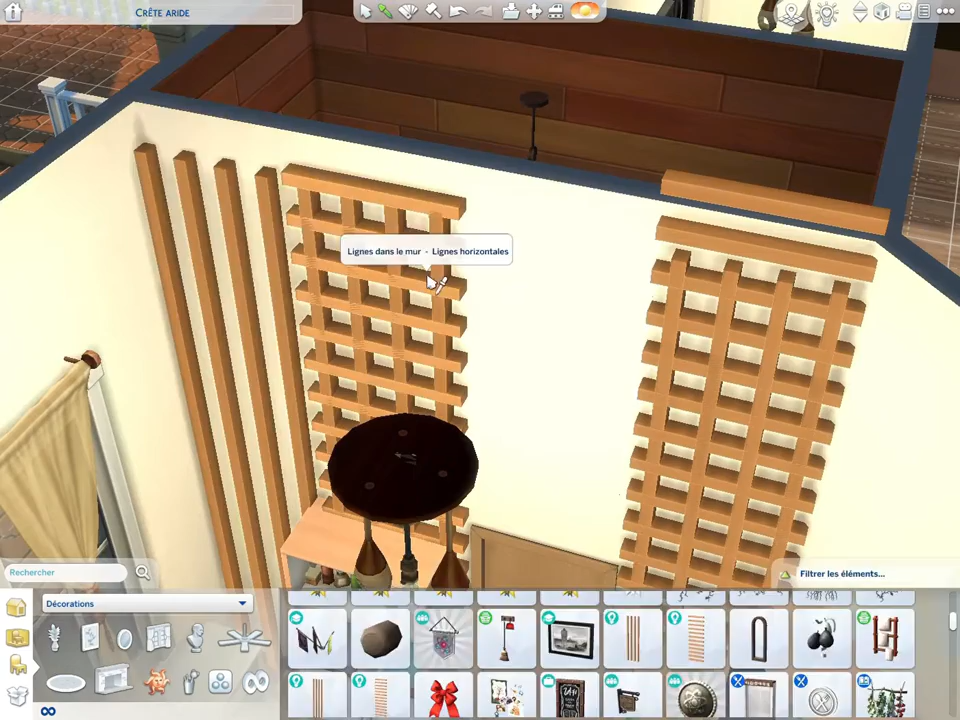 CRÊTE ARIDE
Lignes dans le mur - Lignes horizontales
Rechercher
Filtrer les éléments...
Décorations